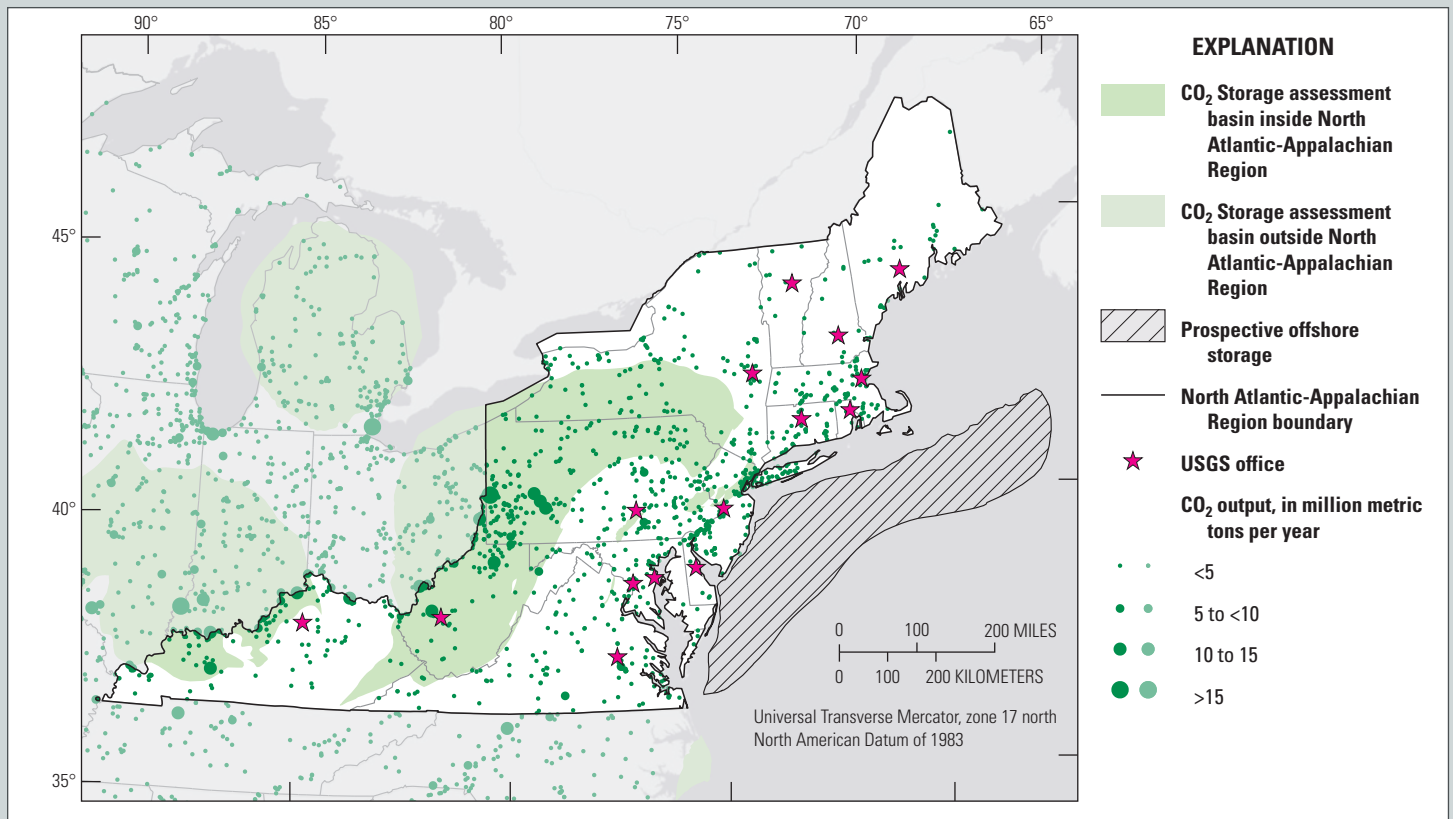 90°
85°
80°
75°
70°
65°
45°
40°
35°
0 100 200 MILES
0 100 200 KILOMETERS
Universal Transverse Mercator, zone 17 north
North American Datum of 1983
EXPLANATION
CO₂ Storage assessment
basin inside North
Atlantic-Appalachian
Region
CO₂ Storage assessment
basin outside North
Atlantic-Appalachian
Region
Prospective offshore
storage
North Atlantic-Appalachian
Region boundary
USGS office
CO₂ output, in million metric
tons per year
<5
5 to <10
10 to 15
>15